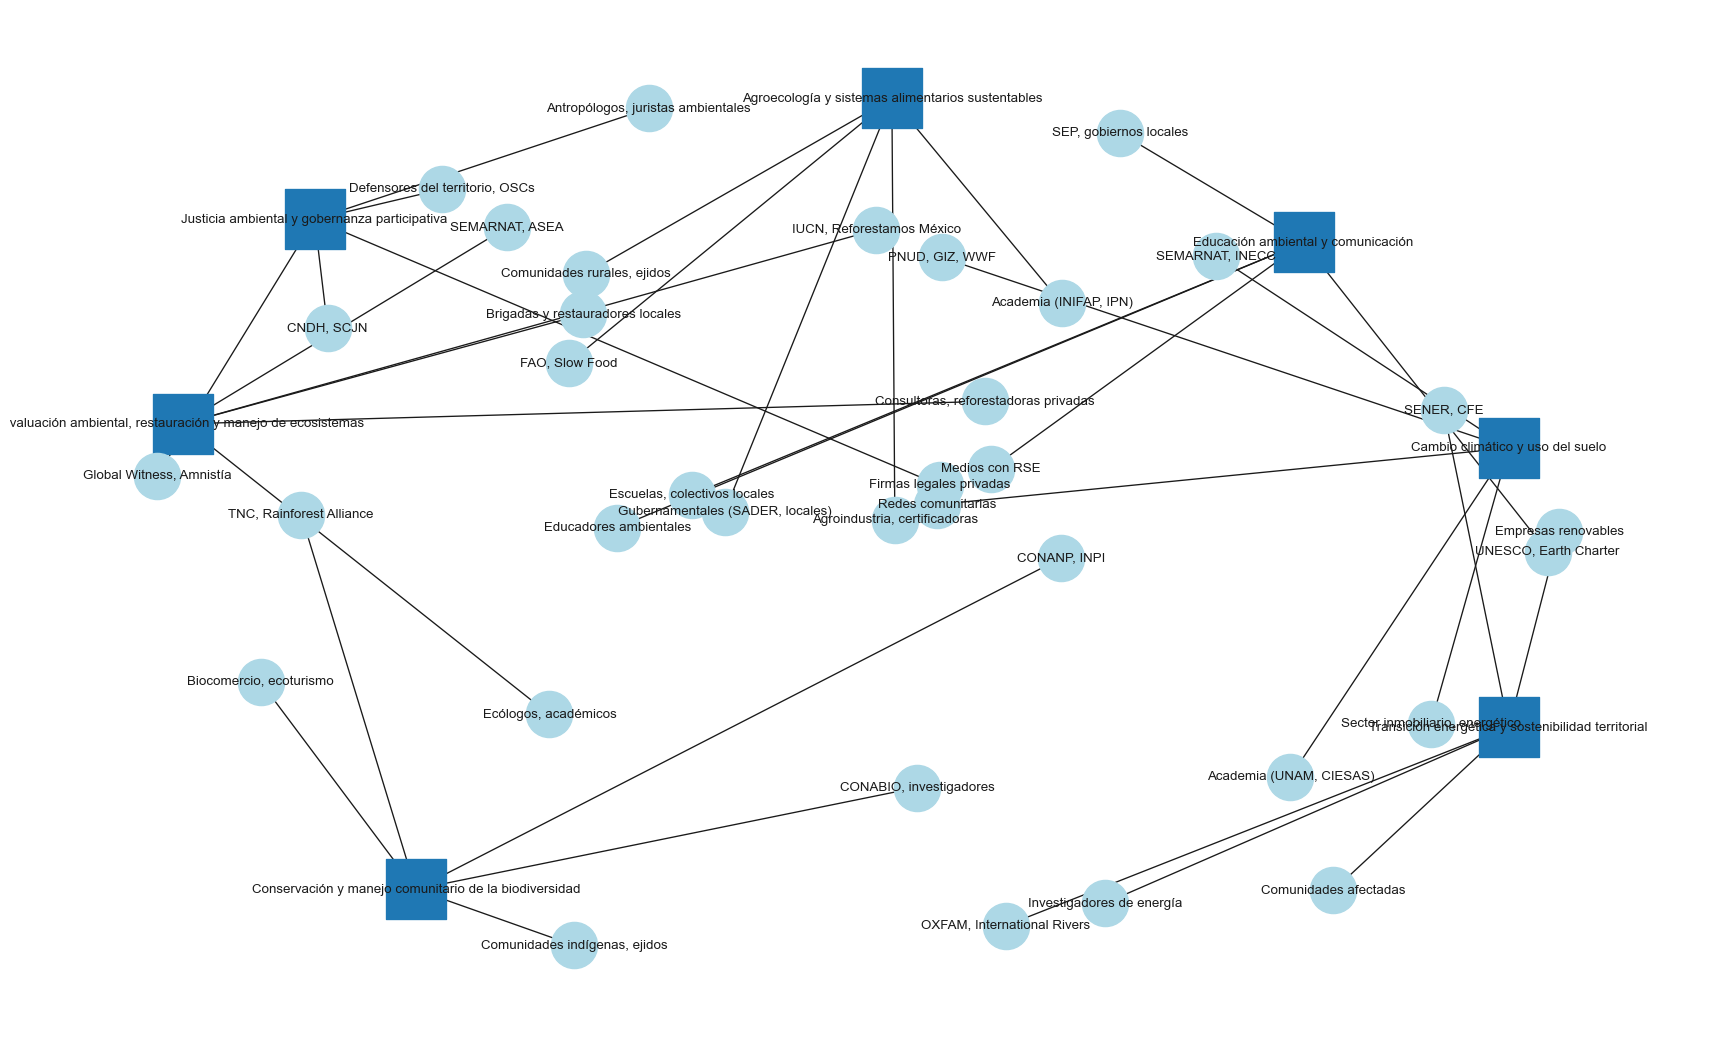 Agroecología y sistemas alimentarios sustentables
Antropólogos, juristas ambientales
SEP, gobiernos locales
Defensores del territorio, OSCs
Justicia ambiental y gobernanza participativa
SEMARNAT, ASEA
IUCN, Reforestamos México
Educación ambiental y comunicación
PNUD, GIZ, WWF
SEMARNAT, INECC
Comunidades rurales, ejidos
Academia (INIFAP, IPN)
Brigadas y restauradores locales
CNDH, SCJN
FAO, Slow Food
Consultoras, reforestadoras privadas
SENER, CFE
valuación ambiental, restauración y manejo de ecosistemas
Cambio climático y uso del suelo
Global Witness, Amnistía
Medios con RSE
Firmas legales privadas
Escuelas, colectivos locales
Redes comunitarias
Gubernamentales (SADER, locales)
TNC, Rainforest Alliance
Agroindustria, certificadoras
Educadores ambientales
Empresas renovables
UNESCO, Earth Charter
CONANP, INPI
Biocomercio, ecoturismo
Ecólogos, académicos
Sector inmobiliario, energético
Transición energética y sostenibilidad territorial
Academia (UNAM, CIESAS)
CONABIO, investigadores
Conservación y manejo comunitario de la biodiversidad
Comunidades afectadas
Investigadores de energía
OXFAM, International Rivers
Comunidades indígenas, ejidos